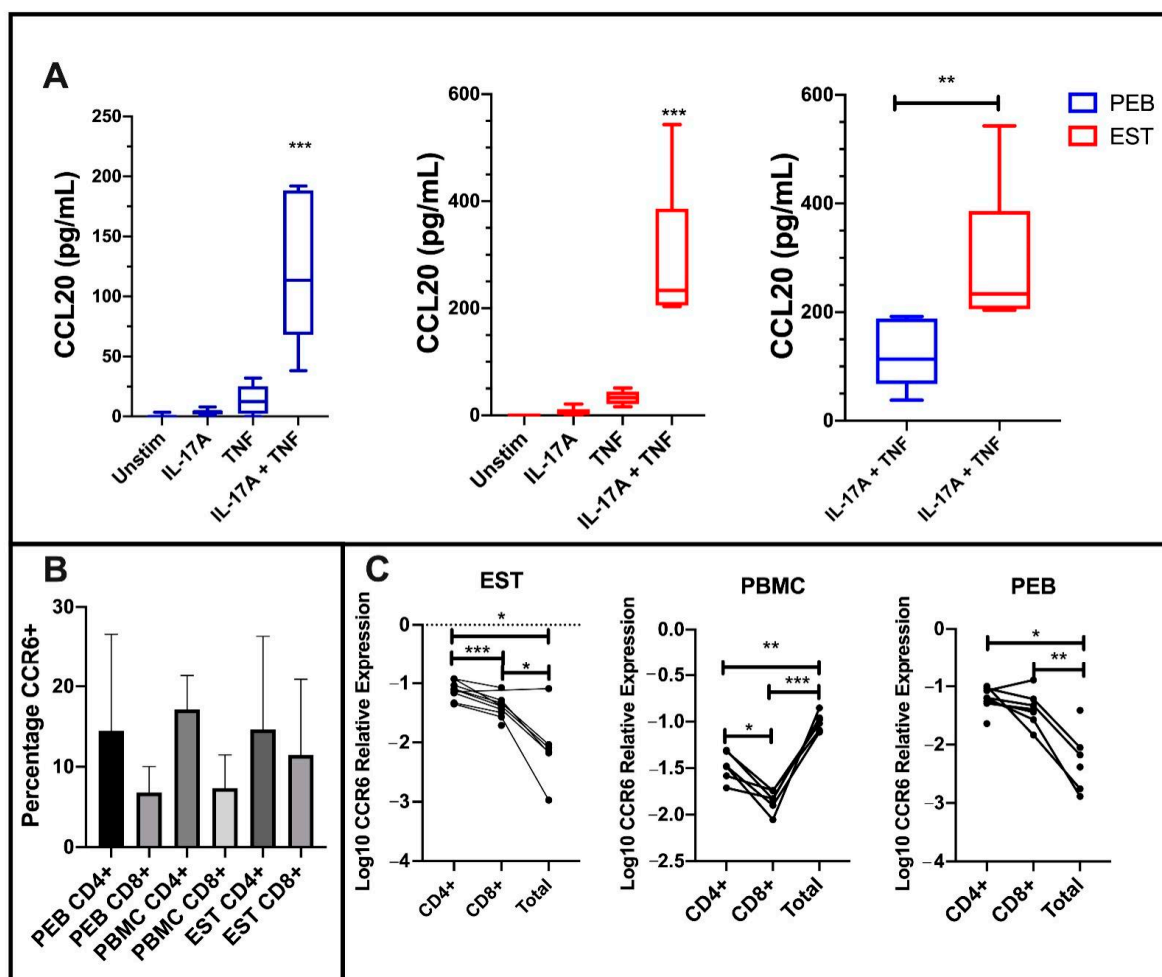 A
CCL20 (pg/mL)
250
200
150
100
50
0
***
Unstim
IL-17A
TNF
IL-17A + TNF
CCL20 (pg/mL)
600
400
200
0
***
Unstim
IL-17A
TNF
IL-17A + TNF
CCL20 (pg/mL)
600
400
200
0
**
IL-17A + TNF
IL-17A + TNF
PEB
EST
B
Percentage CCR6+
30
20
10
0
PEB CD4+
PEB CD8+
PBMC CD4+
PBMC CD8+
EST CD4+
EST CD8+
C
EST
Log10 CCR6 Relative Expression
0
−1
−2
−3
−4
*
***
*
CD4+
CD8+
Total
PBMC
Log10 CCR6 Relative Expression
0.0
−0.5
−1.0
−1.5
−2.0
−2.5
**
***
*
CD4+
CD8+
Total
PEB
Log10 CCR6 Relative Expression
0
−1
−2
−3
−4
*
**
CD4+
CD8+
Total